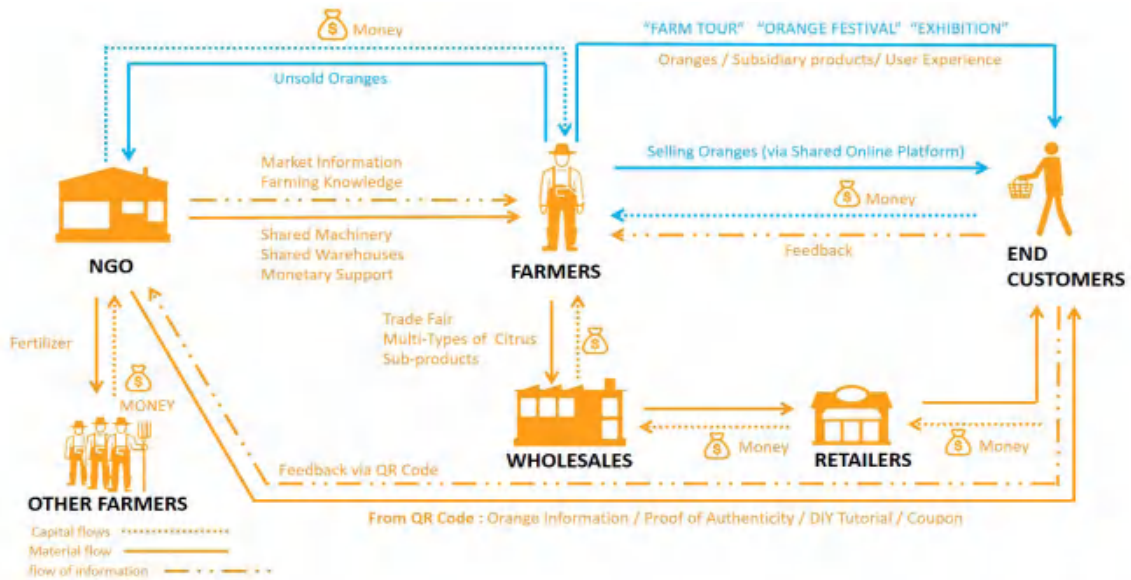 $ Money
"FARM TOUR" "ORANGE FESTIVAL" "EXHIBITION"
Oranges / Subsidiary products/ User Experience
Unsold Oranges
Market Information
Farming Knowledge
Selling Oranges (via Shared Online Platform)
$ Money
Shared Machinery
Shared Warehouses
Monetary Support
Feedback
NGO
FARMERS
END
CUSTOMERS
Fertilizer
$
MONEY
Trade Fair
Multi-Types of Citrus
Sub-products
$
$ Money
$ Money
WHOLESALES
RETAILERS
Feedback via QR Code
OTHER FARMERS
From QR Code : Orange Information / Proof of Authenticity / DIY Tutorial / Coupon
Capital flows
Material flow
flow of information